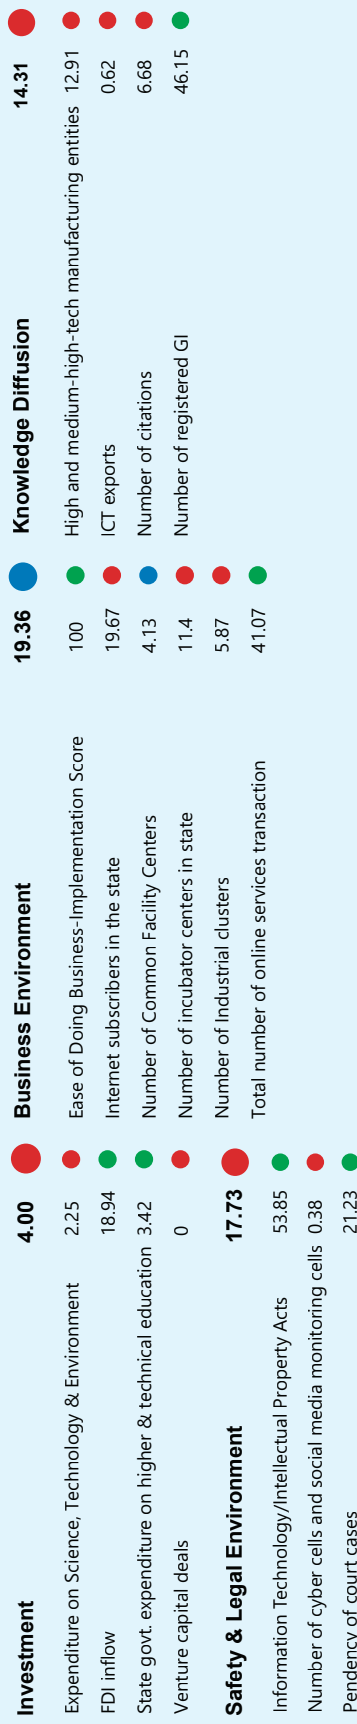 Investment 4.00
Expenditure on Science, Technology & Environment 2.25
FDI inflow 18.94
State govt. expenditure on higher & technical education 3.42
Venture capital deals 0
Safety & Legal Environment 17.73
Information Technology/Intellectual Property Acts 53.85
Number of cyber cells and social media monitoring cells 0.38
Pendency of court cases 21.23
Business Environment 19.36
Ease of Doing Business-Implementation Score 100
Internet subscribers in the state 19.67
Number of Common Facility Centers 4.13
Number of incubator centers in state 11.4
Number of Industrial clusters 5.87
Total number of online services transaction 41.07
Knowledge Diffusion 14.31
High and medium-high-tech manufacturing entities 12.91
ICT exports 0.62
Number of citations 6.68
Number of registered GI 46.15